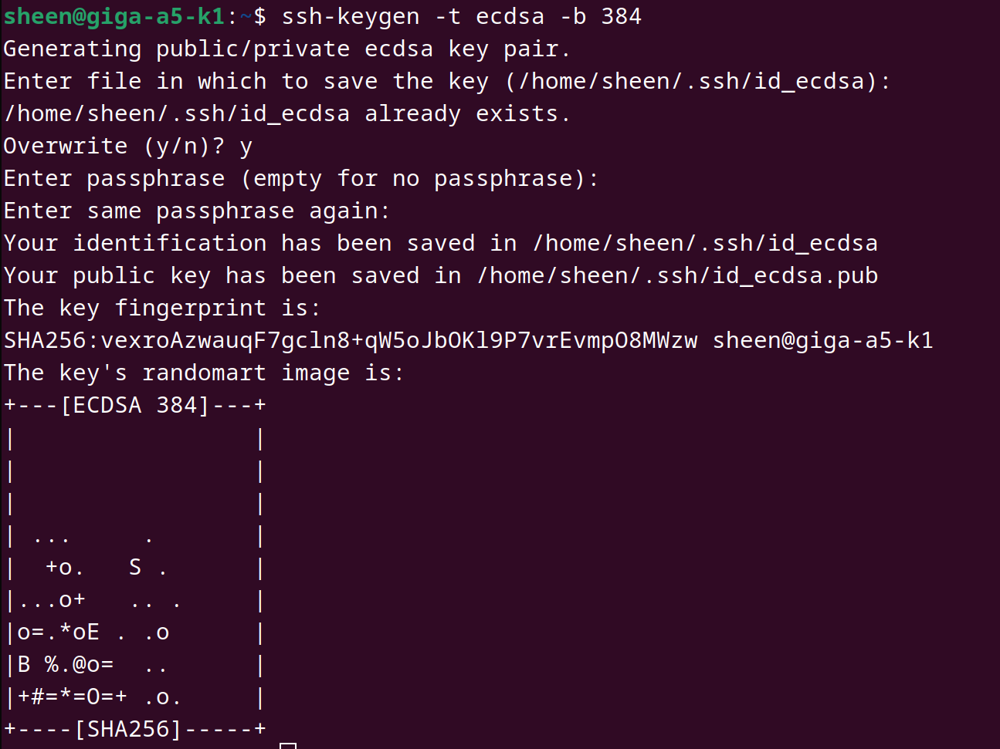 sheen@giga-a5-k1:~$ ssh-keygen -t ecdsa -b 384
Generating public/private ecdsa key pair.
Enter file in which to save the key (/home/sheen/.ssh/id_ecdsa):
/home/sheen/.ssh/id_ecdsa already exists.
Overwrite (y/n)? y
Enter passphrase (empty for no passphrase):
Enter same passphrase again:
Your identification has been saved in /home/sheen/.ssh/id_ecdsa
Your public key has been saved in /home/sheen/.ssh/id_ecdsa.pub
The key fingerprint is:
SHA256:vexroAzwauqF7gcln8+qW5oJbOKl9P7vrEvmpO8MWzw sheen@giga-a5-k1
The key's randomart image is:
+---[ECDSA 384]---+
|                 |
|                 |
|                 |
| ...     .       |
|  +o.   S .      |
|...o+   .. .     |
|o=.*oE . .o      |
|B %.@o=  ..      |
|+#=*=O=+ .o.     |
+----[SHA256]-----+